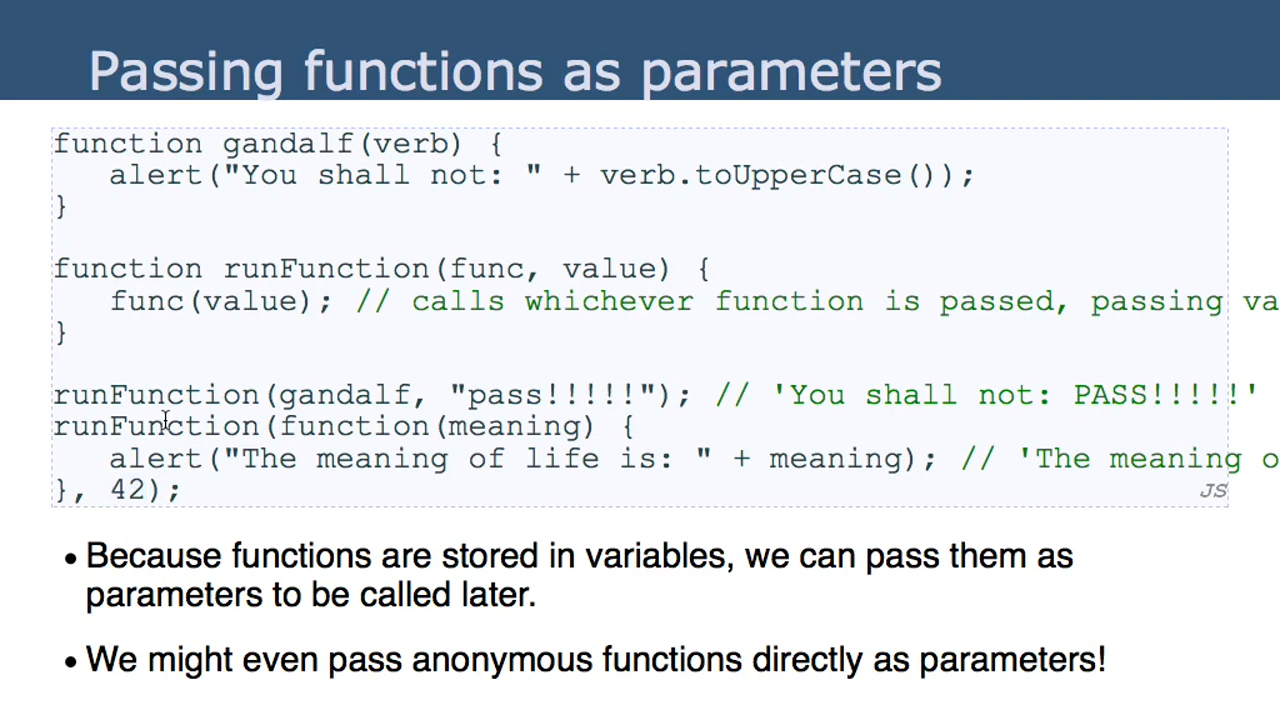 Passing functions as parameters
function gandalf(verb) {
   alert("You shall not: " + verb.toUpperCase());
}
function runFunction(func, value) {
   func(value); // calls whichever function is passed, passing va
}
runFunction(gandalf, "pass!!!!!"); // 'You shall not: PASS!!!!!'
runFunction(function(meaning) {
   alert("The meaning of life is: " + meaning); // 'The meaning o
}, 42);
JS
• Because functions are stored in variables, we can pass them as
parameters to be called later.
• We might even pass anonymous functions directly as parameters!